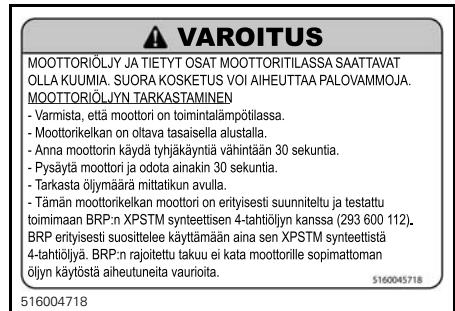 VAROITUS
MOOTTORIÖLJY JA TIETYT OSAT MOOTTORITILASSA SAATTAVAT
OLLA KUUMIA. SUORA KOSKETUS VOI AIHEUTTAA PALOVAMMOJA.
MOOTTORIÖLJYN TARKASTAMINEN
- Varmista, että moottori on toimintalämpötilassa.
- Moottorikelkan on oltava tasaisella alustalla.
- Anna moottorin käydä tyhjäkäyntiä vähintään 30 sekuntia.
- Pysäytä moottori ja odota ainakin 30 sekuntia.
- Tarkasta öljymäärä mittatikun avulla.
- Tämän moottorikelkan moottori on erityisesti suunniteltu ja testattu
toimimaan BRP:n XPSTM synteettisen 4-tahtiöljyn kanssa (293 600 112).
BRP erityisesti suosittelee käyttämään aina sen XPSTM synteettistä
4-tahtiöljyä. BRP:n rajoitettu takuu ei kata moottorille sopimattoman
öljyn käytöstä aiheutuneita vaurioita.
5160045718
516004718